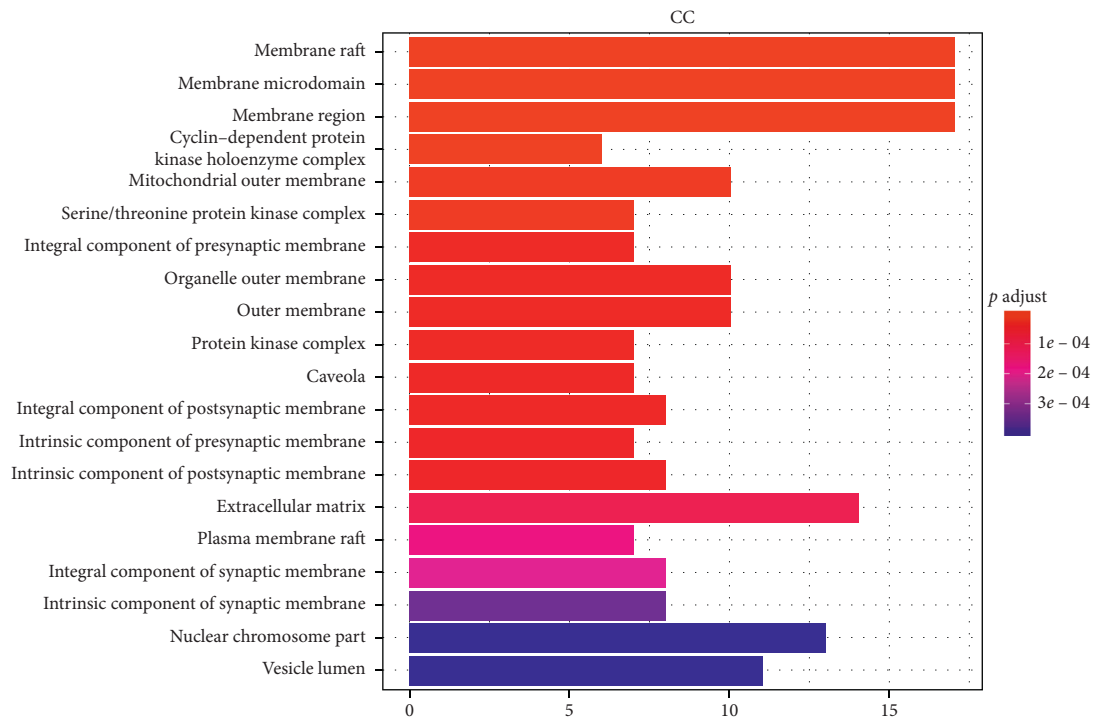 CC
Membrane raft
Membrane microdomain
Membrane region
Cyclin–dependent protein
kinase holoenzyme complex
Mitochondrial outer membrane
Serine/threonine protein kinase complex
Integral component of presynaptic membrane
Organelle outer membrane
Outer membrane
Protein kinase complex
Caveola
Integral component of postsynaptic membrane
Intrinsic component of presynaptic membrane
Intrinsic component of postsynaptic membrane
Extracellular matrix
Plasma membrane raft
Integral component of synaptic membrane
Intrinsic component of synaptic membrane
Nuclear chromosome part
Vesicle lumen
0 5 10 15
p adjust
1e – 04
2e – 04
3e – 04